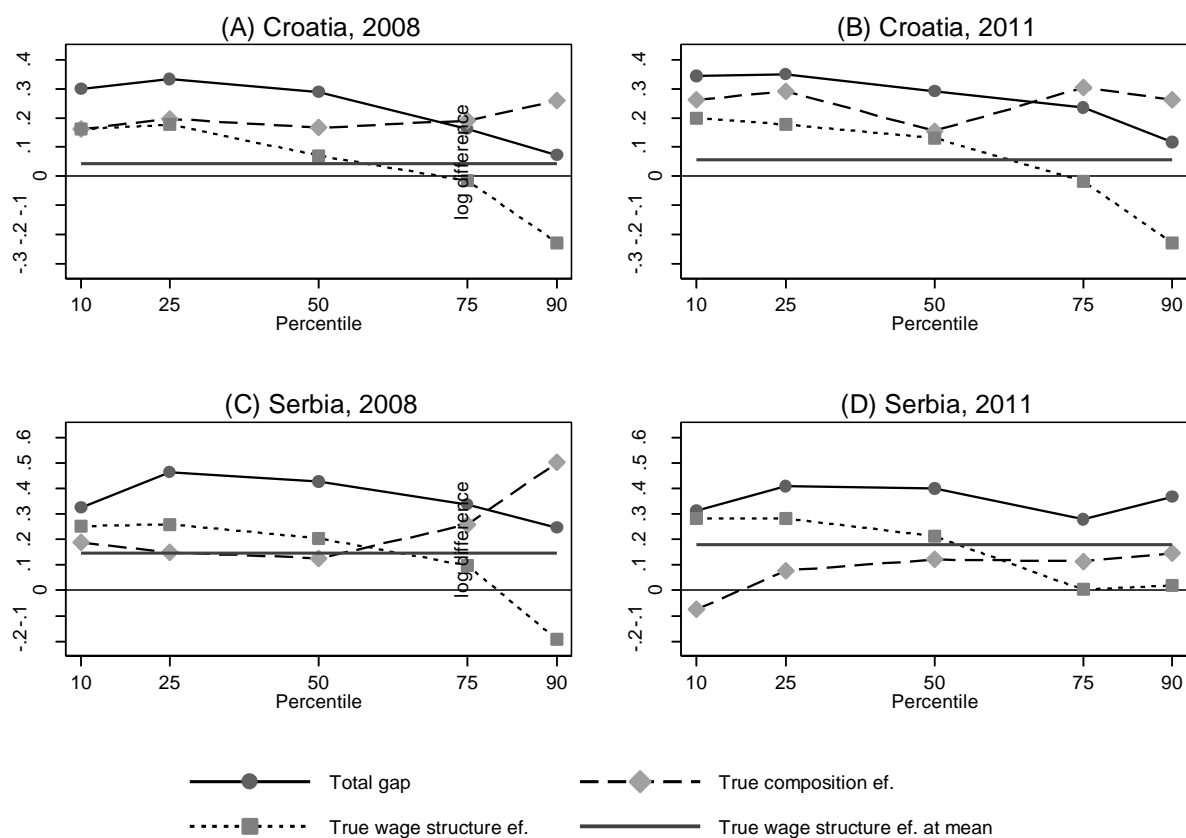 (A) Croatia, 2008
.4
.3
.2
.1
0
-.1
-.2
-.3
log difference
10 25 50 75 90
Percentile
(B) Croatia, 2011
.4
.3
.2
.1
0
-.1
-.2
-.3
10 25 50 75 90
Percentile
(C) Serbia, 2008
.6
.5
.4
.3
.2
.1
0
-.1
-.2
log difference
10 25 50 75 90
Percentile
(D) Serbia, 2011
.6
.5
.4
.3
.2
.1
0
-.1
-.2
10 25 50 75 90
Percentile
Total gap
True composition ef.
True wage structure ef.
True wage structure ef. at mean